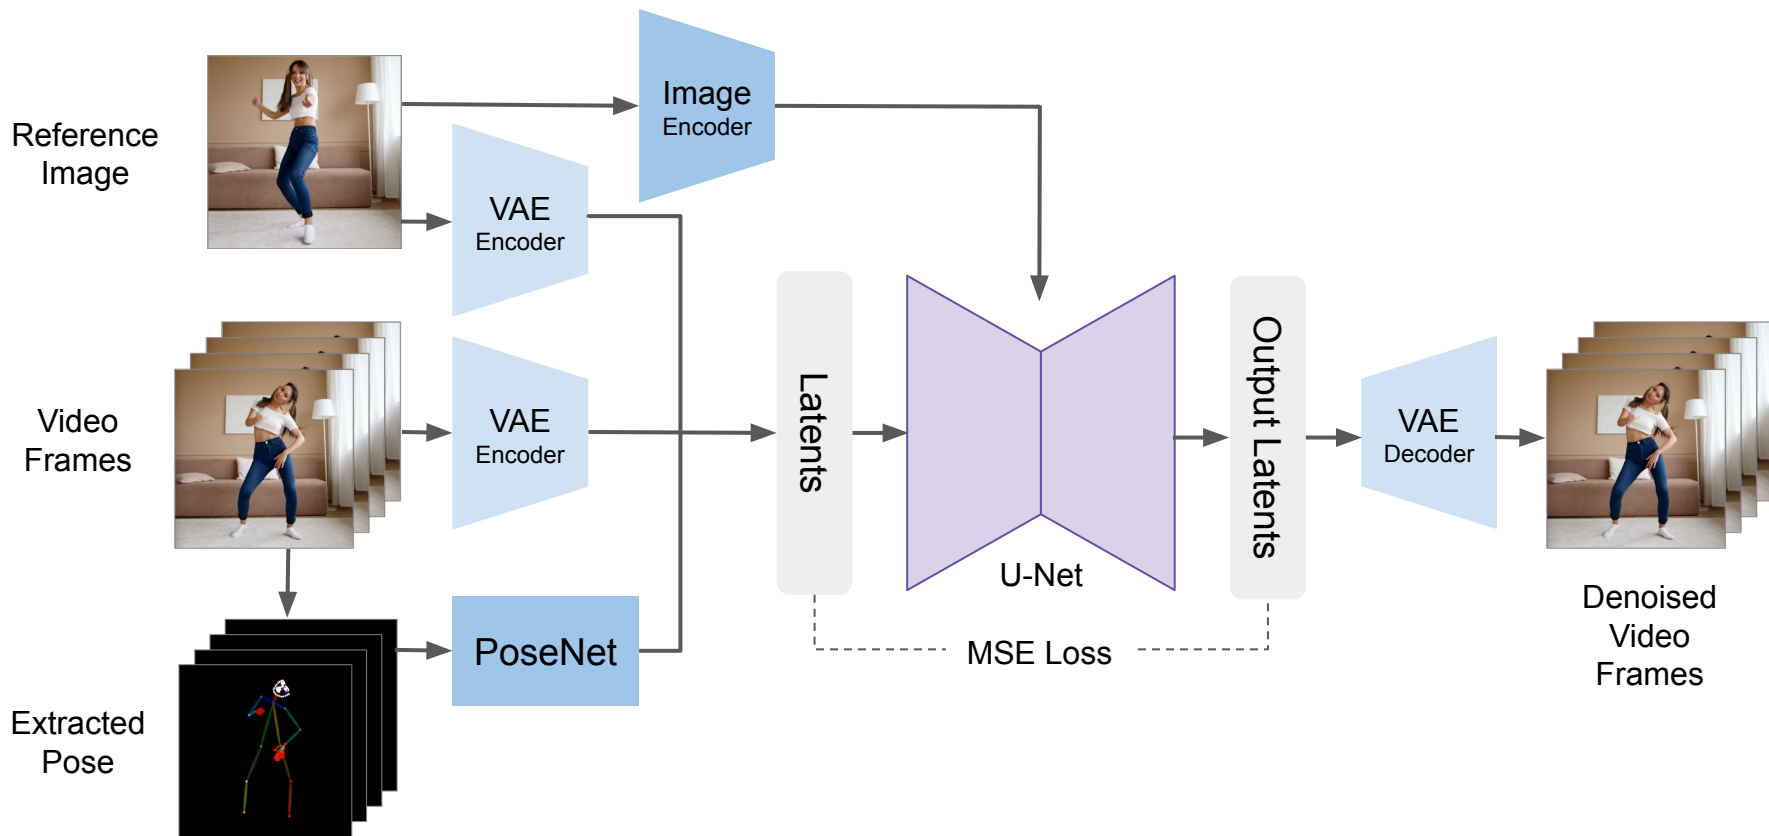 Reference
Image
Image
Encoder
VAE
Encoder
Video
Frames
VAE
Encoder
Extracted
Pose
PoseNet
Latents
U-Net
MSE Loss
Output Latents
VAE
Decoder
Denoised
Video
Frames